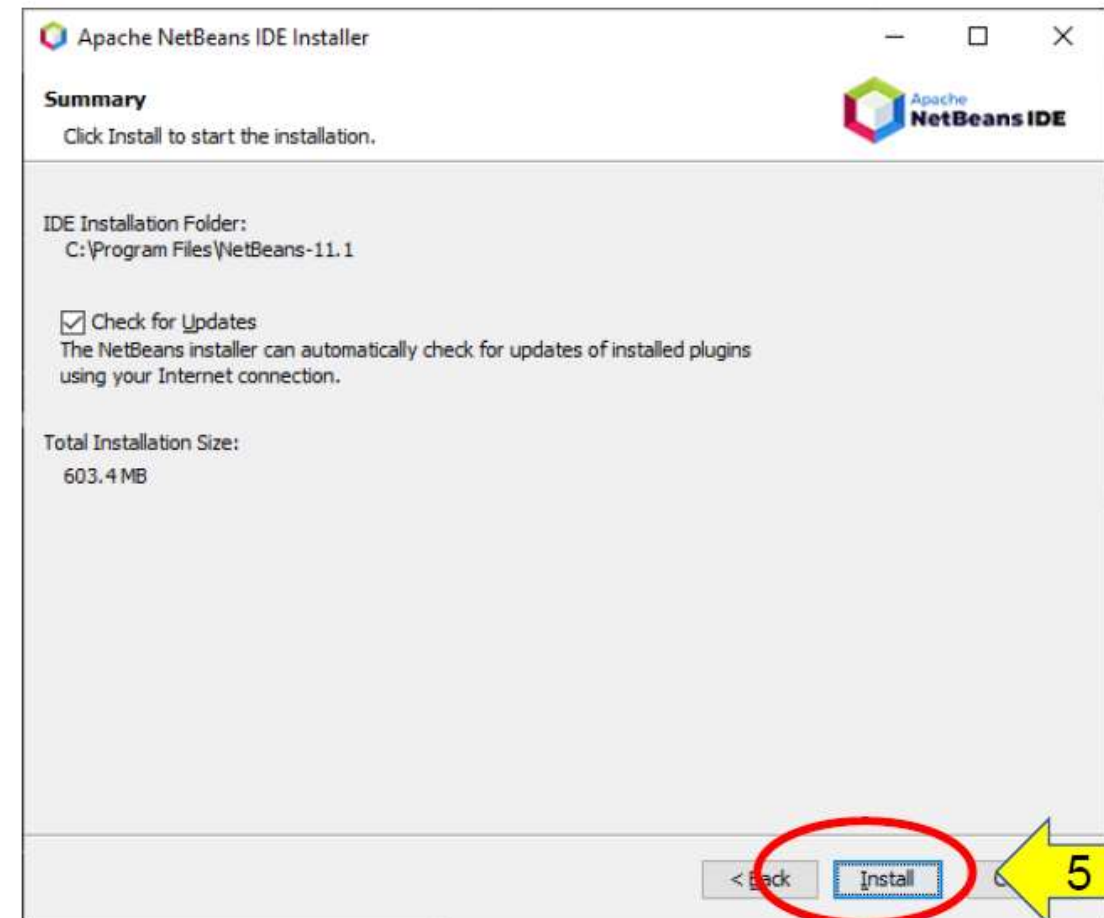 Apache NetBeans IDE Installer
Summary
Click Install to start the installation.
Apache
NetBeans IDE
IDE Installation Folder:
C:\Program Files\NetBeans-11.1
Check for Updates
The NetBeans installer can automatically check for updates of installed plugins
using your Internet connection.
Total Installation Size:
603.4 MB
< Back
Install
5